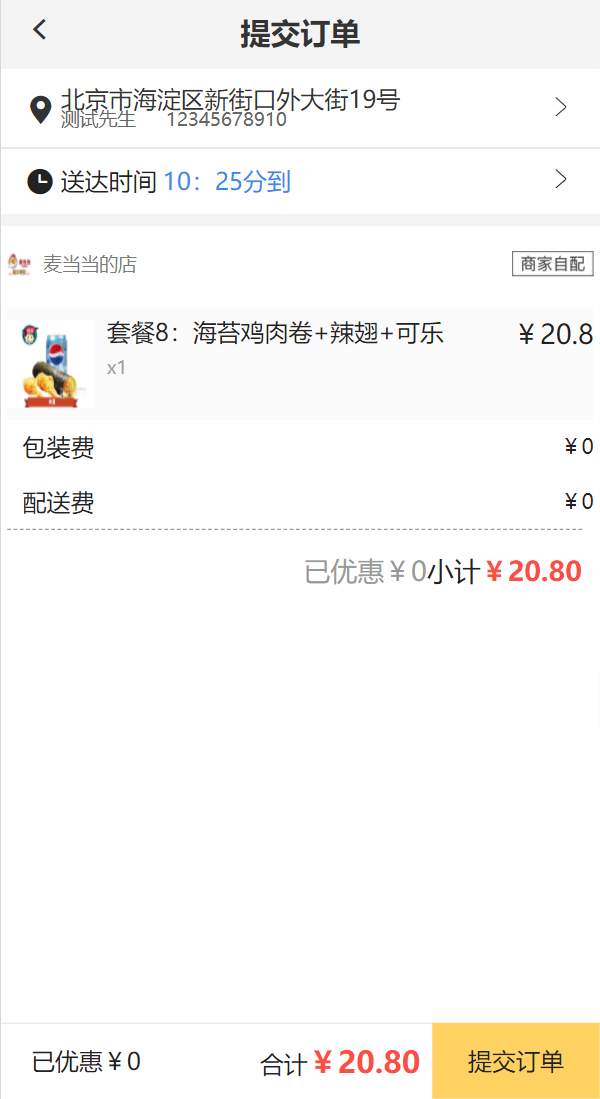 提交订单
北京市海淀区新街口外大街19号
测试先生 12345678910
送达时间 10：25分到
麦当当的店 商家自配
套餐8：海苔鸡肉卷+辣翅+可乐 ￥20.8
x1
包装费 ￥0
配送费 ￥0
已优惠￥0小计￥20.80
已优惠￥0 合计￥20.80 提交订单